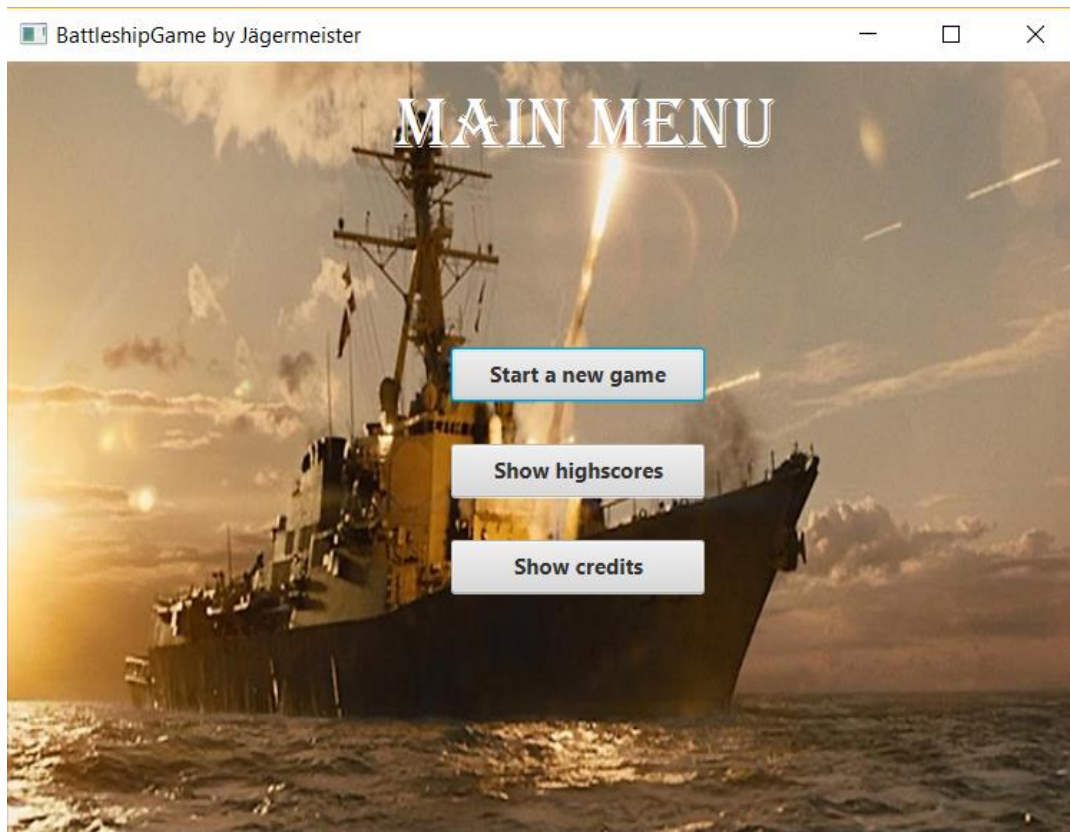 BattleshipGame by Jägermeister
MAIN MENU
Start a new game
Show highscores
Show credits